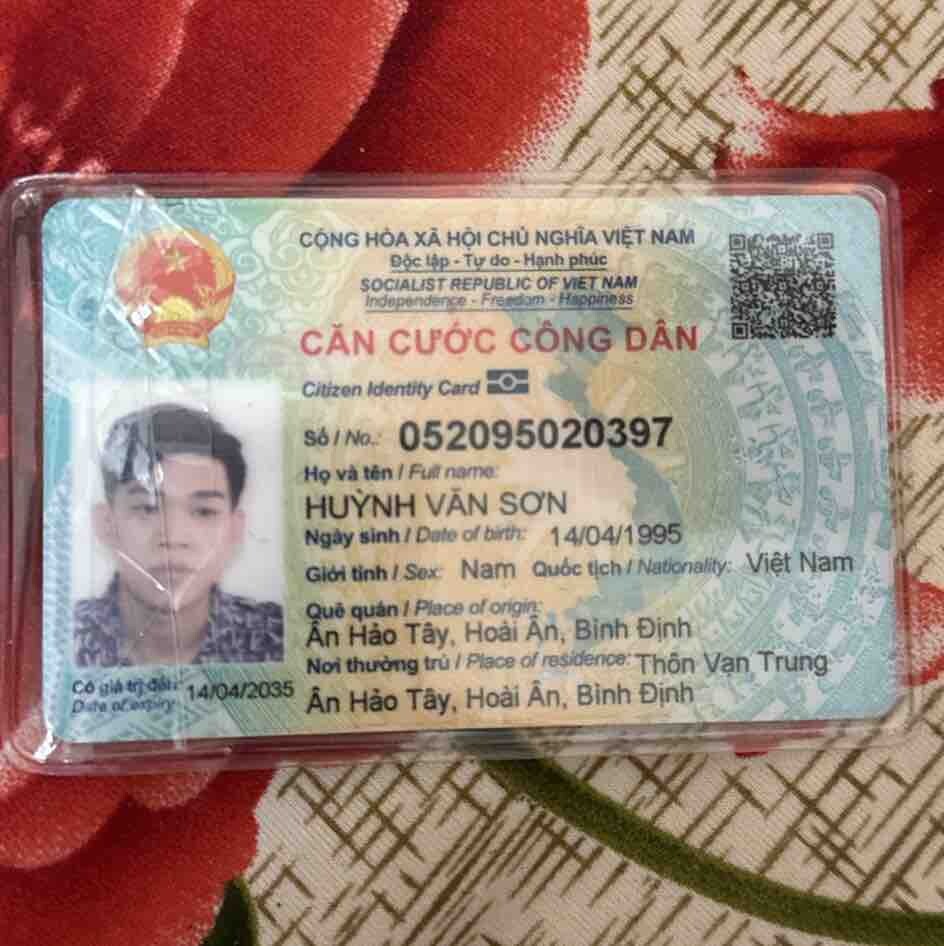 CỘNG HÒA XÃ HỘI CHỦ NGHĨA VIỆT NAM
Độc lập - Tự do - Hạnh phúc
SOCIALIST REPUBLIC OF VIET NAM
Independence - Freedom - Happiness
CĂN CƯỚC CÔNG DÂN
Citizen Identity Card
Số / No.: 052095020397
Họ và tên / Full name:
HUỲNH VĂN SƠN
Ngày sinh / Date of birth: 14/04/1995
Giới tính / Sex: Nam Quốc tịch / Nationality: Việt Nam
Quê quán / Place of origin:
Ân Hảo Tây, Hoài Ân, Bình Định
Nơi thường trú / Place of residence: Thôn Vạn Trung
Ân Hảo Tây, Hoài Ân, Bình Định
Có giá trị đến: 14/04/2035
Date of expiry